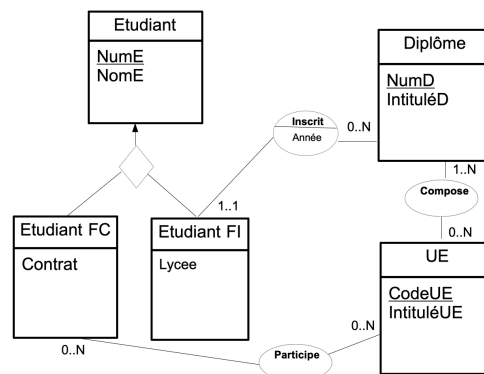 Etudiant
NumE
NomE
Diplôme
NumD
IntituléD
Inscrit
Année
0..N
1..N
Compose
1..1
0..N
Etudiant FC
Contrat
Etudiant FI
Lycee
UE
CodeUE
IntituléUE
0..N
0..N
Participe